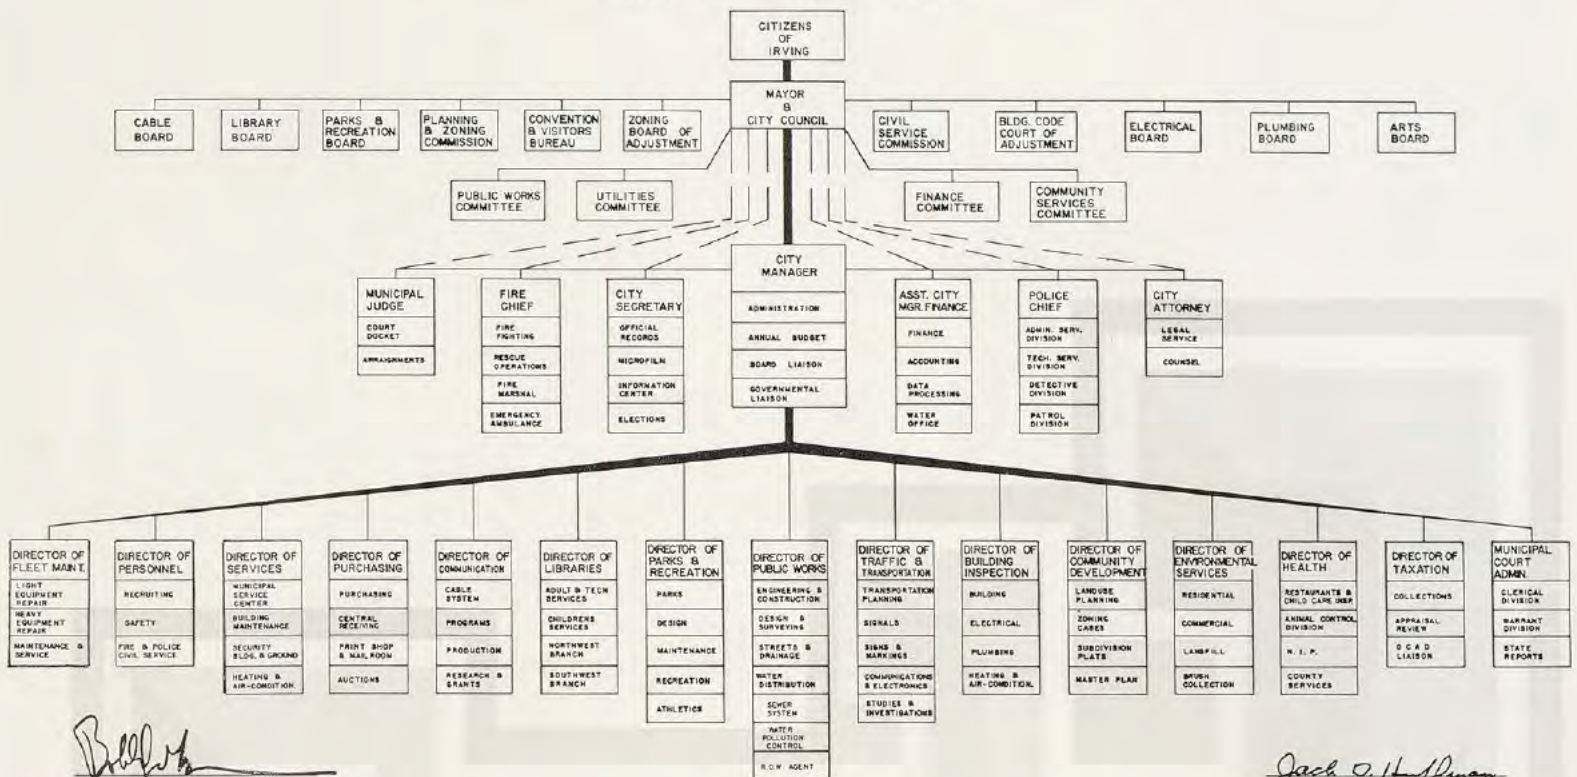 CITIZENS
OF
IRVING
MAYOR
&
CITY COUNCIL
CABLE
BOARD
LIBRARY
BOARD
PARKS &
RECREATION
BOARD
PLANNING
& ZONING
COMMISSION
CONVENTION
& VISITORS
BUREAU
ZONING
BOARD OF
ADJUSTMENT
CIVIL
SERVICE
COMMISSION
BLDG. CODE
COURT OF
ADJUSTMENT
ELECTRICAL
BOARD
PLUMBING
BOARD
ARTS
BOARD
PUBLIC WORKS
COMMITTEE
UTILITIES
COMMITTEE
FINANCE
COMMITTEE
COMMUNITY
SERVICES
COMMITTEE
MUNICIPAL
JUDGE
COURT
DOCKET
ARRAIGNMENTS
FIRE
CHIEF
FIRE
FIGHTING
RESCUE
OPERATIONS
FIRE
MARSHAL
EMERGENCY
AMBULANCE
CITY
SECRETARY
OFFICIAL
RECORDS
MICROFILM
INFORMATION
CENTER
ELECTIONS
CITY
MANAGER
ADMINISTRATION
ANNUAL BUDGET
BOARD LIAISON
GOVERNMENTAL
LIAISON
ASST. CITY
MGR. FINANCE
FINANCE
ACCOUNTING
DATA
PROCESSING
WATER
OFFICE
POLICE
CHIEF
ADMIN. SERV.
DIVISION
TECH. SERV.
DIVISION
DETECTIVE
DIVISION
PATROL
DIVISION
CITY
ATTORNEY
LEGAL
SERVICE
COUNSEL
DIRECTOR OF
FLEET MAINT.
LIGHT
EQUIPMENT
REPAIR
HEAVY
EQUIPMENT
REPAIR
MAINTENANCE &
SERVICE
DIRECTOR OF
PERSONNEL
RECRUITING
SAFETY
FIRE & POLICE
CIVIL SERVICE
DIRECTOR OF
SERVICES
MUNICIPAL
SERVICE
CENTER
BUILDING
MAINTENANCE
SECURITY
BLDG. & GROUND
HEATING &
AIR-CONDITION.
DIRECTOR OF
PURCHASING
PURCHASING
CENTRAL
RECEIVING
PRINT SHOP
& MAIL ROOM
AUCTIONS
DIRECTOR OF
COMMUNICATION
CABLE
SYSTEM
PROGRAMS
PRODUCTION
RESEARCH &
GRANTS
DIRECTOR OF
LIBRARIES
ADULT & TECH
SERVICES
CHILDRENS
SERVICES
NORTHWEST
BRANCH
SOUTHWEST
BRANCH
DIRECTOR OF
PARKS &
RECREATION
PARKS
DESIGN
MAINTENANCE
RECREATION
ATHLETICS
DIRECTOR OF
PUBLIC WORKS
ENGINEERING &
CONSTRUCTION
DESIGN &
SURVEYING
STREETS &
DRAINAGE
WATER
DISTRIBUTION
SEWER
SYSTEM
WATER
POLLUTION
CONTROL
R.O.W. AGENT
DIRECTOR OF
TRAFFIC &
TRANSPORTATION
TRANSPORTATION
PLANNING
SIGNALS
SIGNS &
MARKINGS
COMMUNICATIONS
& ELECTRONICS
STUDIES &
INVESTIGATIONS
DIRECTOR OF
BUILDING
INSPECTION
BUILDING
ELECTRICAL
PLUMBING
HEATING &
AIR-CONDITION.
DIRECTOR OF
COMMUNITY
DEVELOPMENT
LANDUSE
PLANNING
ZONING
CASES
SUBDIVISION
PLATS
MASTER PLAN
DIRECTOR OF
ENVIRONMENTAL
SERVICES
RESIDENTIAL
COMMERCIAL
LANDFILL
BRUSH
COLLECTION
DIRECTOR OF
HEALTH
RESTAURANTS &
CHILD CARE INSP.
ANIMAL CONTROL
DIVISION
N. I. P.
COUNTY
SERVICES
DIRECTOR OF
TAXATION
COLLECTIONS
APPRAISAL
REVIEW
D C A D
LIAISON
MUNICIPAL
COURT
ADMIN.
CLERICAL
DIVISION
WARRANT
DIVISION
STATE
REPORTS
Jack D. Huffman